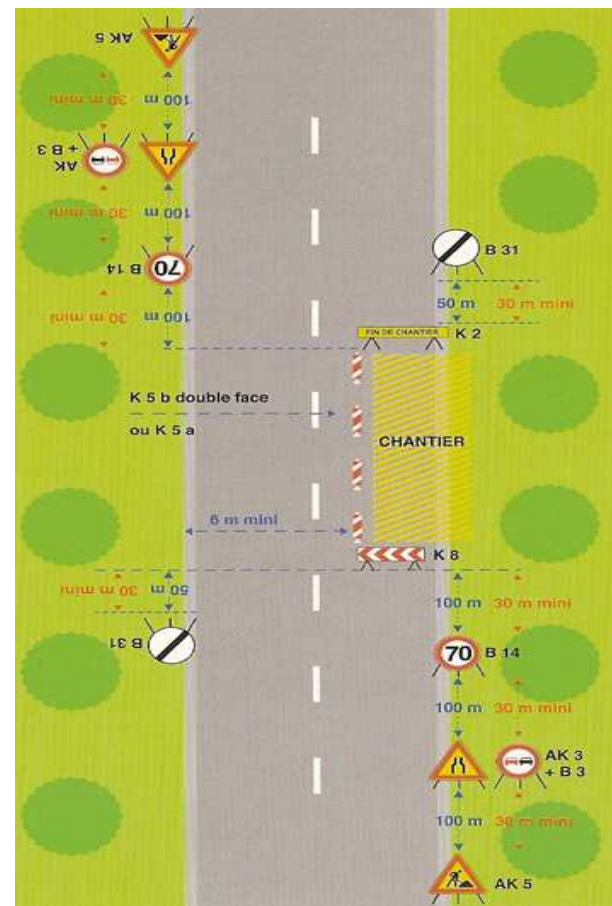 AK 5
100 m 30 m mini
AK
+ B 3
100 m 30 m mini
70 B 14
100 m 30 m mini
B 31
50 m 30 m mini
FIN DE CHANTIER K 2
K 5 b double face
ou K 5 a
CHANTIER
6 m mini
K 8
50 m 30 m mini
B 31
100 m 30 m mini
70 B 14
100 m 30 m mini
AK 3
+ B 3
100 m 30 m mini
AK 5